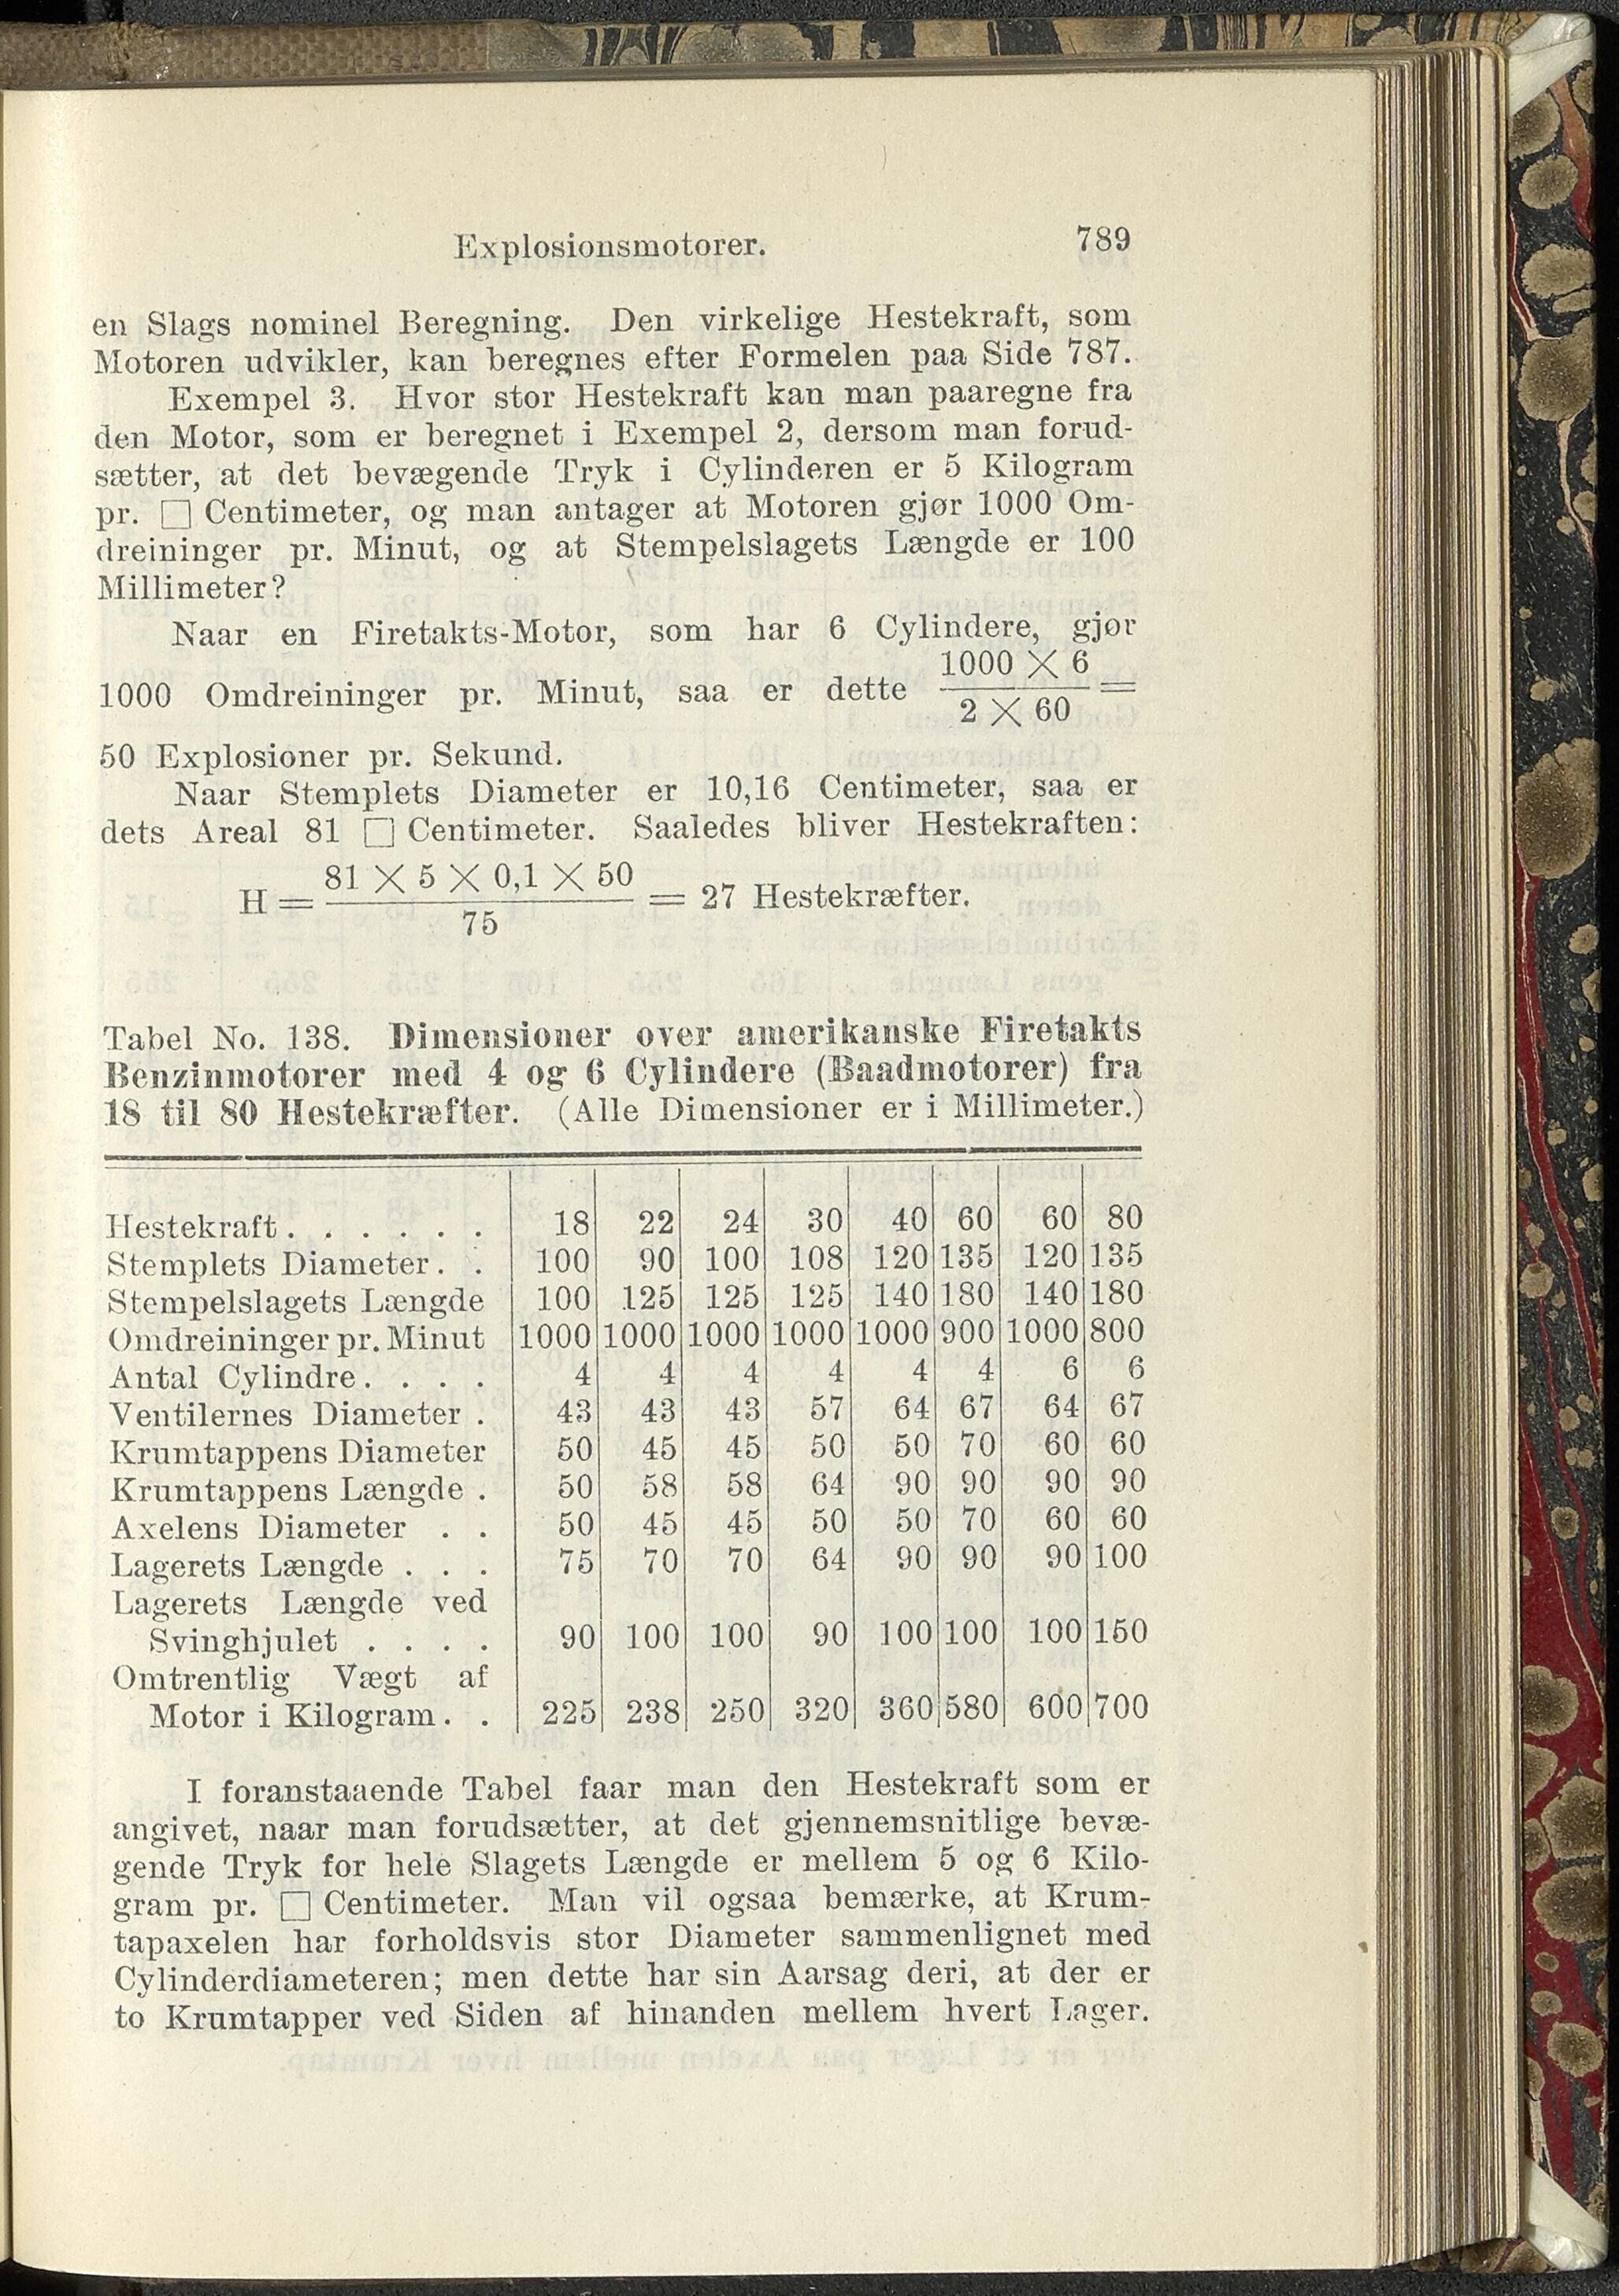 Explosionsmotorer. 789
en Slags nominel Beregning. Den virkelige Hestekraft, som
Motoren udvikler, kan beregnes efter Formelen paa Side 787.
Exempel 3. Hvor stor Hestekraft kan man paaregne fra
den Motor, som er beregnet i Exempel 2, dersom man forud-
sætter, at det bevægende Tryk i Cylinderen er 5 Kilogram
pr. □ Centimeter, og man antager at Motoren gjør 1000 Om-
dreininger pr. Minut, og at Stempelslagets Længde er 100
Millimeter?
Naar en Firetakts-Motor, som har 6 Cylindere, gjør
1000 Omdreininger pr. Minut, saa er dette 1000 × 6 / 2 × 60 =
50 Explosioner pr. Sekund.
Naar Stemplets Diameter er 10,16 Centimeter, saa er
dets Areal 81 □ Centimeter. Saaledes bliver Hestekraften:
H = 81 × 5 × 0,1 × 50 / 75 = 27 Hestekræfter.
Tabel No. 138. Dimensioner over amerikanske Firetakts
Benzinmotorer med 4 og 6 Cylindere (Baadmotorer) fra
18 til 80 Hestekræfter. (Alle Dimensioner er i Millimeter.)
Hestekraft . . . . . . 18 22 24 30 40 60 60 80
Stemplets Diameter . . 100 90 100 108 120 135 120 135
Stempelslagets Længde 100 125 125 125 140 180 140 180
Omdreininger pr. Minut 1000 1000 1000 1000 1000 900 1000 800
Antal Cylindre . . . . 4 4 4 4 4 4 6 6
Ventilernes Diameter . 43 43 43 57 64 67 64 67
Krumtappens Diameter 50 45 45 50 50 70 60 60
Krumtappens Længde . 50 58 58 64 90 90 90 90
Axelens Diameter . . 50 45 45 50 50 70 60 60
Lagerets Længde . . . 75 70 70 64 90 90 90 100
Lagerets Længde ved
Svinghjulet . . . . 90 100 100 90 100 100 100 150
Omtrentlig Vægt af
Motor i Kilogram . . 225 238 250 320 360 580 600 700
I foranstaaende Tabel faar man den Hestekraft som er
angivet, naar man forudsætter, at det gjennemsnitlige bevæ-
gende Tryk for hele Slagets Længde er mellem 5 og 6 Kilo-
gram pr. □ Centimeter. Man vil ogsaa bemærke, at Krum-
tapaxelen har forholdsvis stor Diameter sammenlignet med
Cylinderdiameteren; men dette har sin Aarsag deri, at der er
to Krumtapper ved Siden af hinanden mellem hvert Lager.